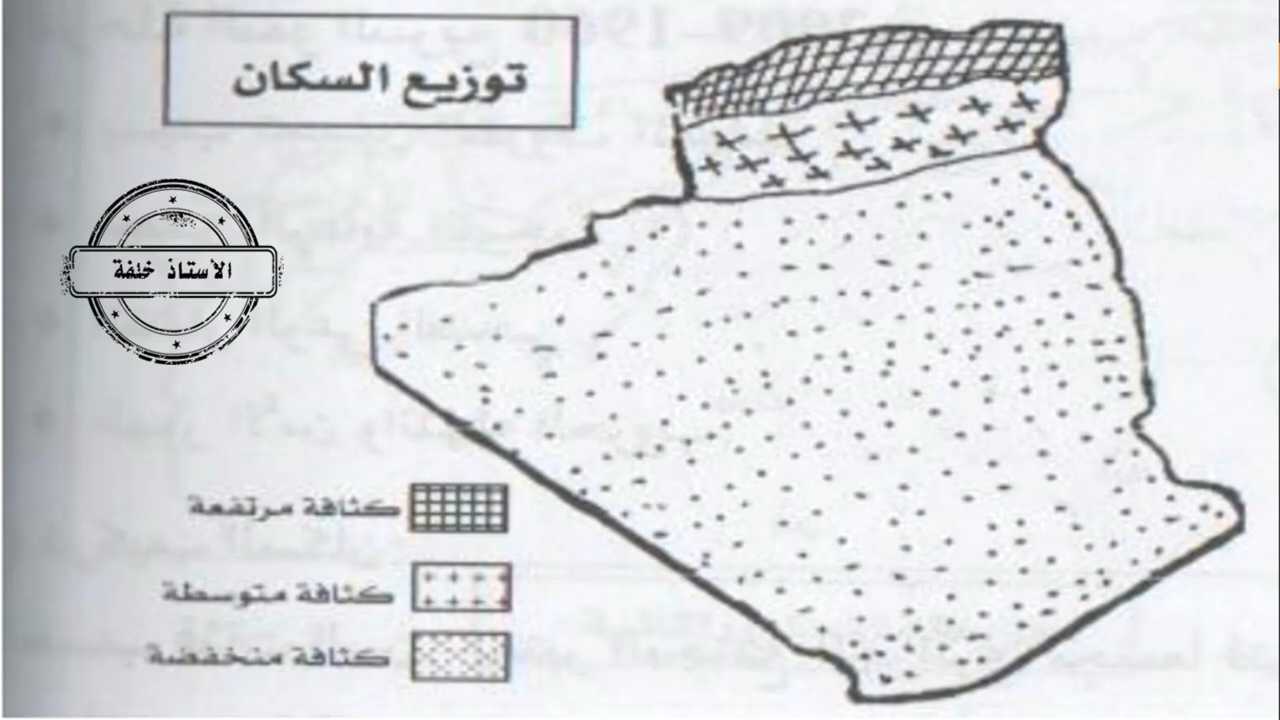 توزيع السكان
الأستاذ خلفة
كثافة مرتفعة
كثافة متوسطة
كثافة منخفضة